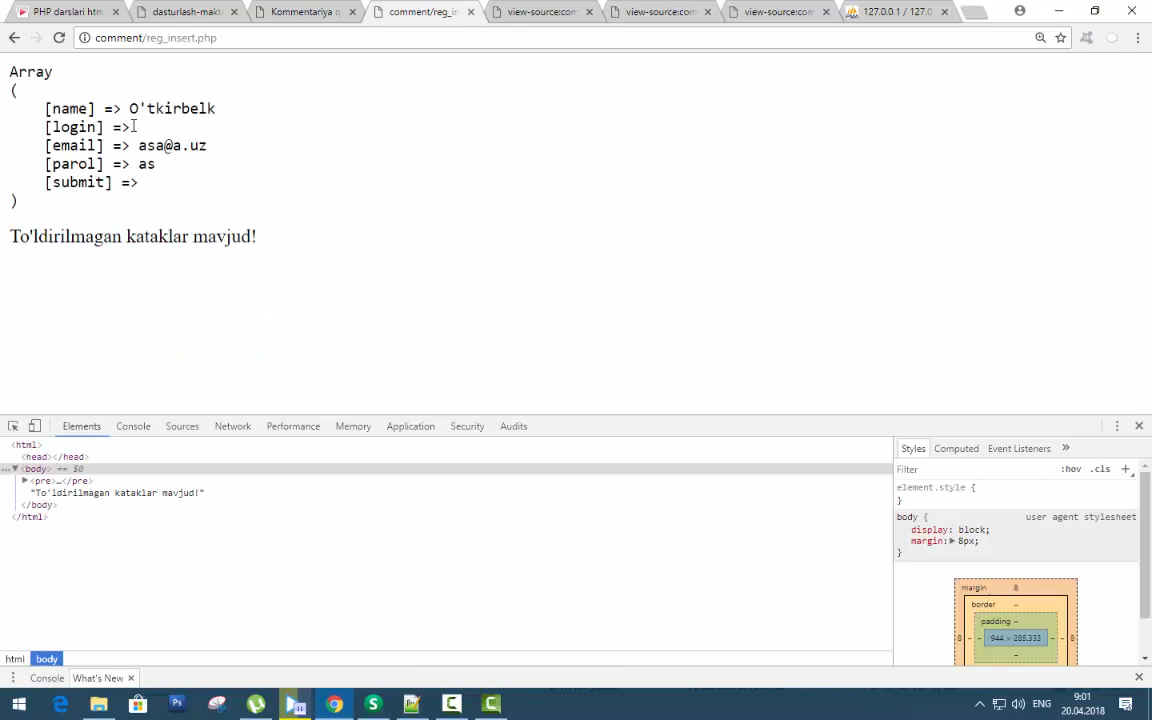 PHP darslari htm
dasturlash-makt
Kommentariya q
comment/reg_in
view-source:com
view-source:com
view-source:com
127.0.0.1 / 127.0
comment/reg_insert.php
Array
(
[name] => O'tkirbelk
[login] =>
[email] => asa@a.uz
[parol] => as
[submit] =>
)
To'ldirilmagan kataklar mavjud!
Elements Console Sources Network Performance Memory Application Security Audits
<html>
<head></head>
<body> == $0
<pre>…</pre>
"To'ldirilmagan kataklar mavjud!"
</body>
</html>
Styles Computed Event Listeners
Filter :hov .cls +
element.style {
}
body { user agent stylesheet
display: block;
margin: 8px;
}
margin 8
border –
padding –
8 – – 944 × 285.333 – – 8
–
html body
Console What's New
ENG
9:01
20.04.2018